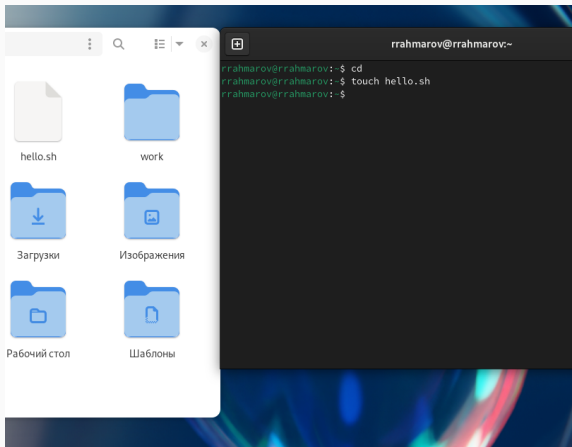 hello.sh
work
Загрузки
Изображения
Рабочий стол
Шаблоны
rrahmarov@rrahmarov:~
rrahmarov@rrahmarov:~$ cd
rrahmarov@rrahmarov:~$ touch hello.sh
rrahmarov@rrahmarov:~$